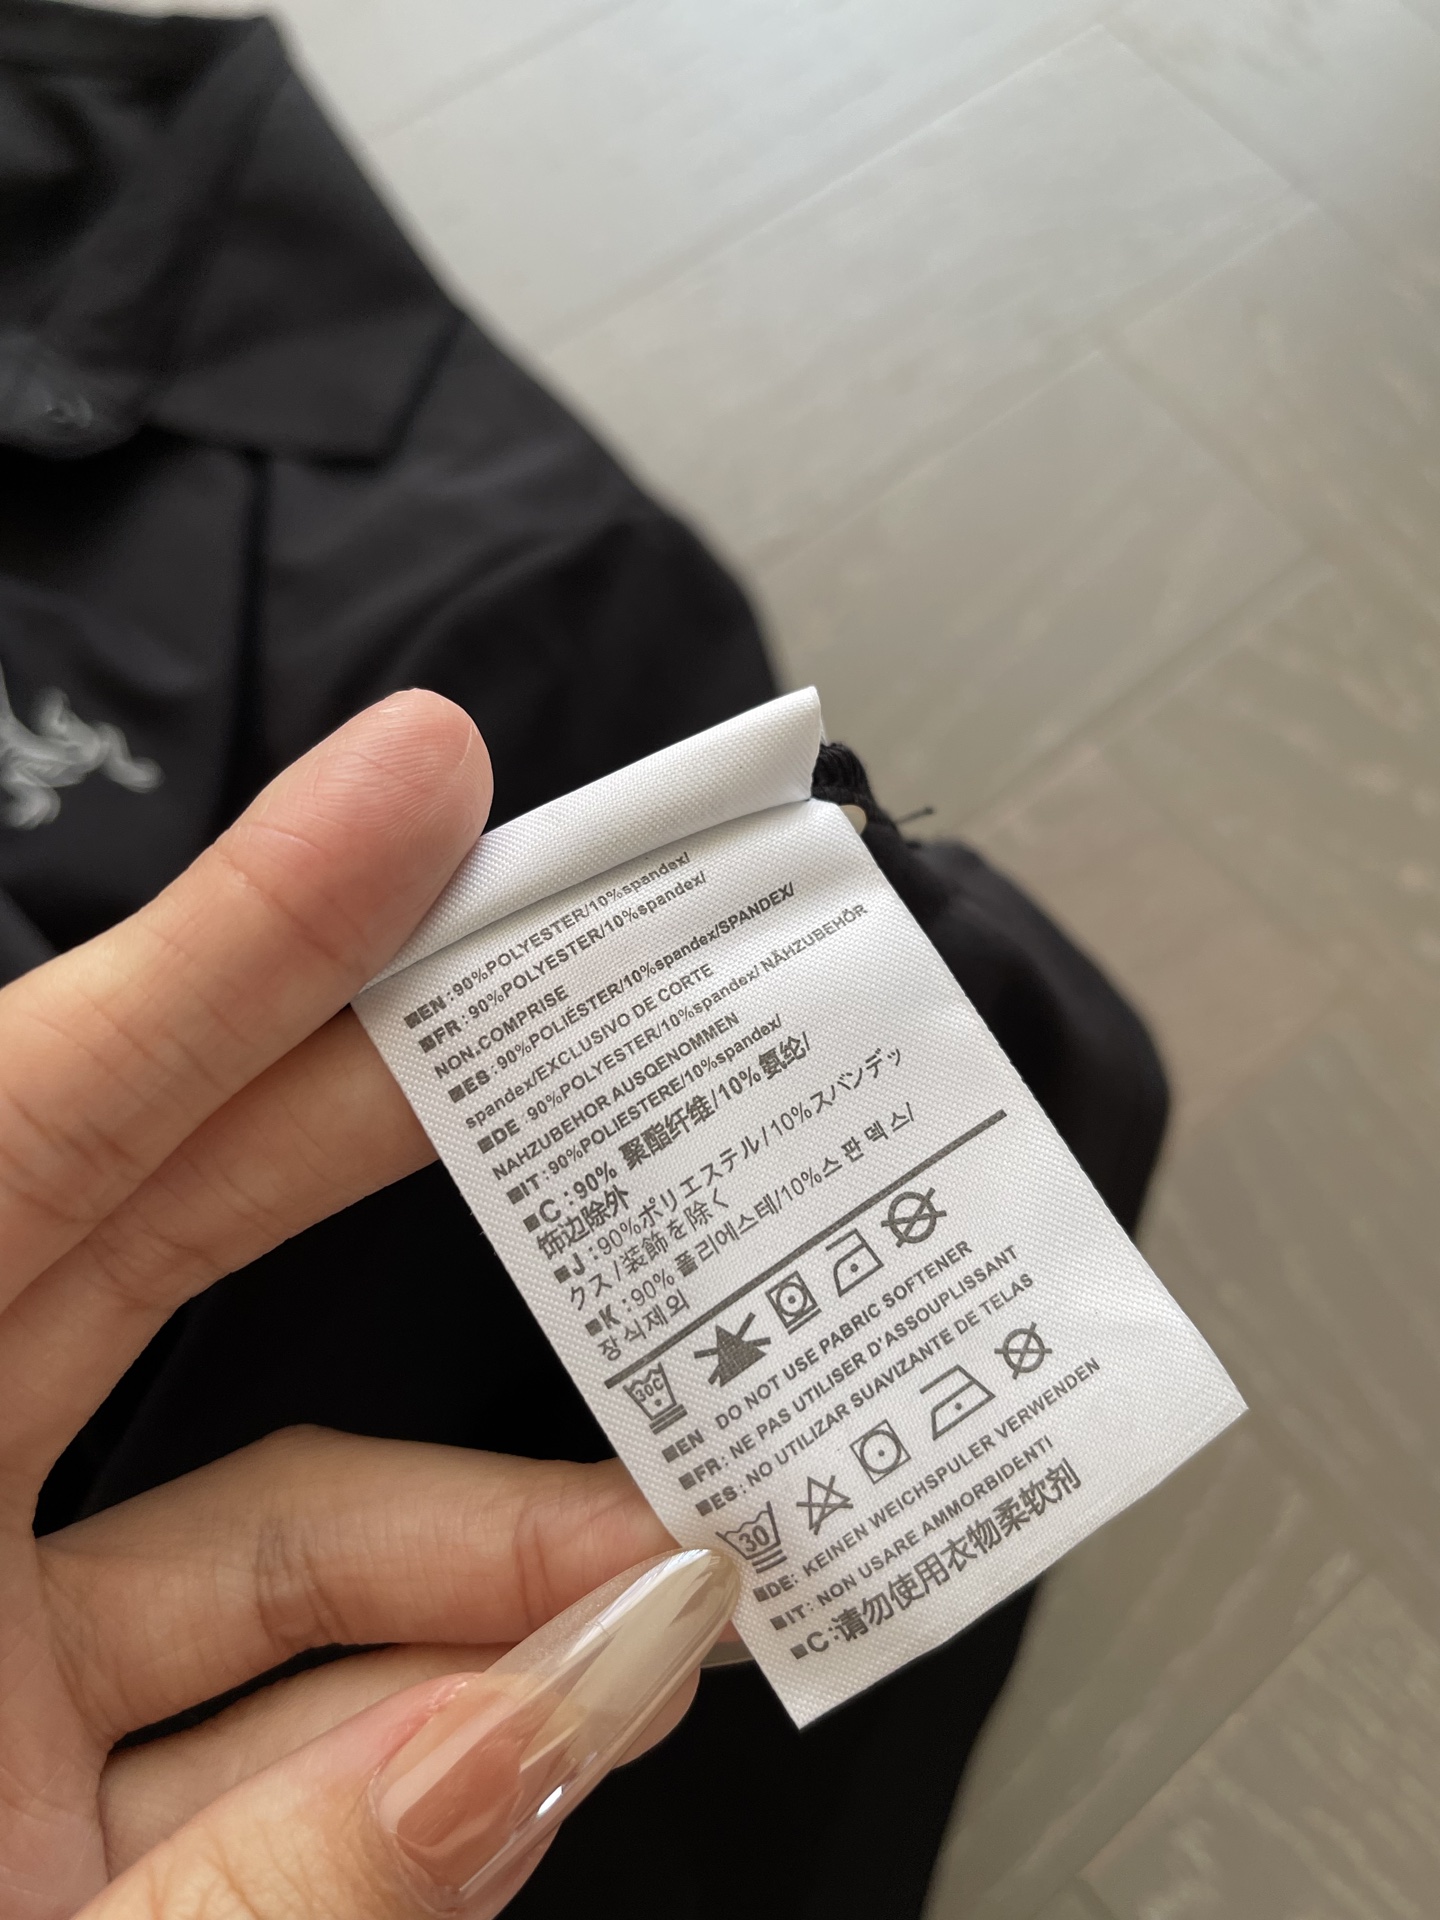 ■EN:90%POLYESTER/10%spandex/
■FR:90%POLYESTER/10%spandex/
NON.COMPRISE
■ES:90%POLIÉSTER/10%spandex/SPANDEX/
spandex/EXCLUSIVO DE CORTE
■DE 90%POLYESTER/10%spandex/ NÄHZUBEHÖR
NAHZUBEHOR AUSQENOMMEN
■IT:90%POLIESTERE/10%spandex/
■C:90% 聚酯纤维/10%氨纶/
饰边除外
■J:90%ポリエステル/10%スパンデッ
クス/装飾を除く
■K:90% 폴리에스테/10%스 판 덱 스/
장식제외
30C
■EN DO NOT USE PABRIC SOFTENER
■FR: NE PAS UTILISER D'ASSOUPLISSANT
■ES: NO UTILIZAR SUAVIZANTE DE TELAS
30
■DE: KEINEN WEICHSPULER VERWENDEN
■IT: NON USARE AMMORBIDENTI
■C:请勿使用衣物柔软剂